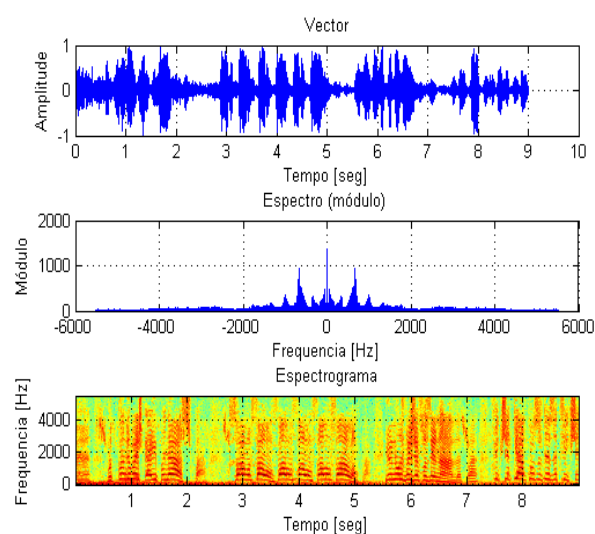 Vector
1
0
-1
Amplitude
0 1 2 3 4 5 6 7 8 9 10
Tempo [seg]
Espectro (módulo)
2000
1000
0
Módulo
-6000 -4000 -2000 0 2000 4000 6000
Frequencia [Hz]
Espectrograma
4000
2000
0
Frequencia [Hz]
1 2 3 4 5 6 7 8
Tempo [seg]